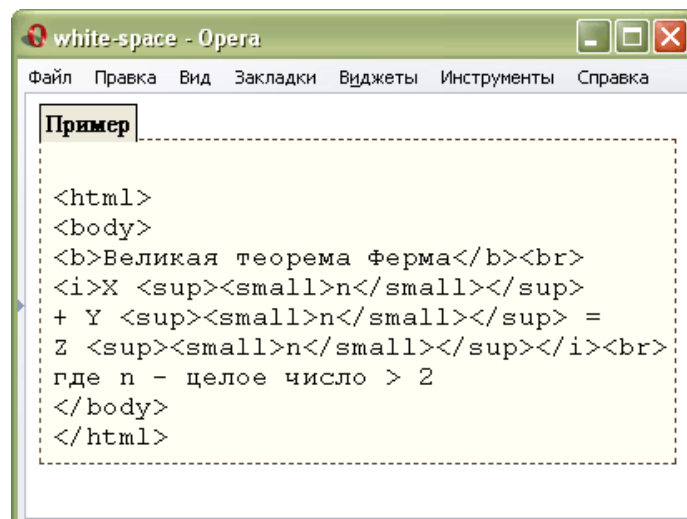 white-space - Opera
Файл Правка Вид Закладки Виджеты Инструменты Справка
Пример
<html>
<body>
<b>Великая теорема Ферма</b><br>
<i>X <sup><small>n</small></sup>
+ Y <sup><small>n</small></sup> =
Z <sup><small>n</small></sup></i><br>
где n - целое число > 2
</body>
</html>